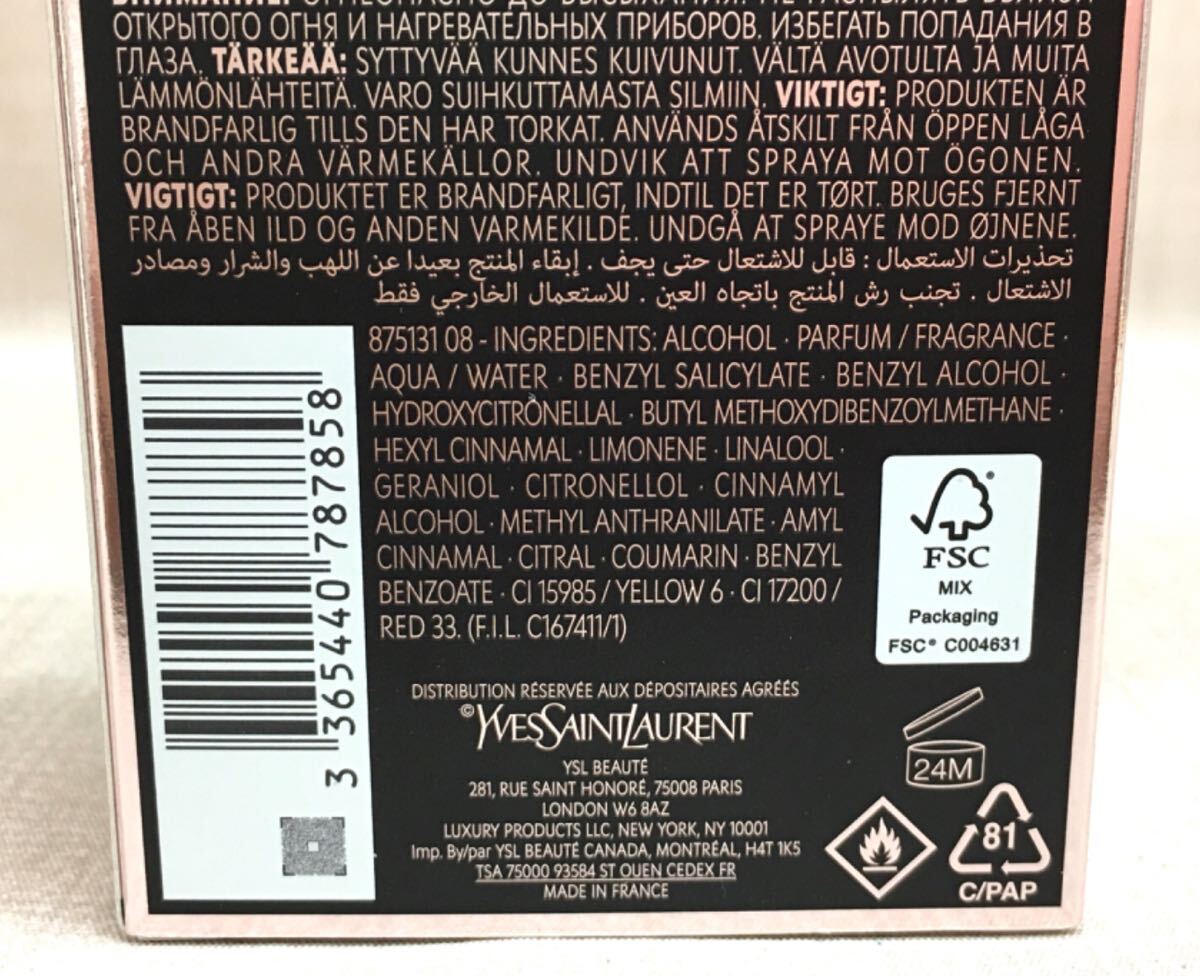 ВНИМАНИЕ: ОГНЕОПАСНО ДО ВЫСЫХАНИЯ. НЕ РАСПЫЛЯТЬ ВБЛИЗИ
ОТКРЫТОГО ОГНЯ И НАГРЕВАТЕЛЬНЫХ ПРИБОРОВ. ИЗБЕГАТЬ ПОПАДАНИЯ В
ГЛАЗА. TÄRKEÄÄ: SYTTYVÄÄ KUNNES KUIVUNUT. VÄLTÄ AVOTULTA JA MUITA
LÄMMÖNLÄHTEITÄ. VARO SUIHKUTTAMASTA SILMIIN. VIKTIGT: PRODUKTEN ÄR
BRANDFARLIG TILLS DEN HAR TORKAT. ANVÄNDS ÅTSKILT FRÅN ÖPPEN LÅGA
OCH ANDRA VÄRMEKÄLLOR. UNDVIK ATT SPRAYA MOT ÖGONEN.
VIGTIGT: PRODUKTET ER BRANDFARLIGT, INDTIL DET ER TØRT. BRUGES FJERNT
FRA ÅBEN ILD OG ANDEN VARMEKILDE. UNDGÅ AT SPRAYE MOD ØJNENE.
تحذيرات الاستعمال : قابل للاشتعال حتى يجف . إبقاء المنتج بعيدا عن اللهب والشرار ومصادر
الاشتعال . تجنب رش المنتج باتجاه العين . للاستعمال الخارجي فقط
875131 08 - INGREDIENTS: ALCOHOL · PARFUM / FRAGRANCE ·
AQUA / WATER · BENZYL SALICYLATE · BENZYL ALCOHOL ·
HYDROXYCITRONELLAL · BUTYL METHOXYDIBENZOYLMETHANE ·
HEXYL CINNAMAL · LIMONENE · LINALOOL ·
GERANIOL · CITRONELLOL · CINNAMYL
ALCOHOL · METHYL ANTHRANILATE · AMYL
CINNAMAL · CITRAL · COUMARIN · BENZYL
BENZOATE · CI 15985 / YELLOW 6 · CI 17200 /
RED 33. (F.I.L. C167411/1)
3 365440 787858
FSC
MIX
Packaging
FSC® C004631
DISTRIBUTION RÉSERVÉE AUX DÉPOSITAIRES AGRÉÉS
©YVESSAINTLAURENT
YSL BEAUTÉ
281, RUE SAINT HONORÉ, 75008 PARIS
LONDON W6 8AZ
LUXURY PRODUCTS LLC, NEW YORK, NY 10001
Imp. By/par YSL BEAUTÉ CANADA, MONTRÉAL, H4T 1K5
TSA 75000 93584 ST OUEN CEDEX FR
MADE IN FRANCE
24M
81
C/PAP